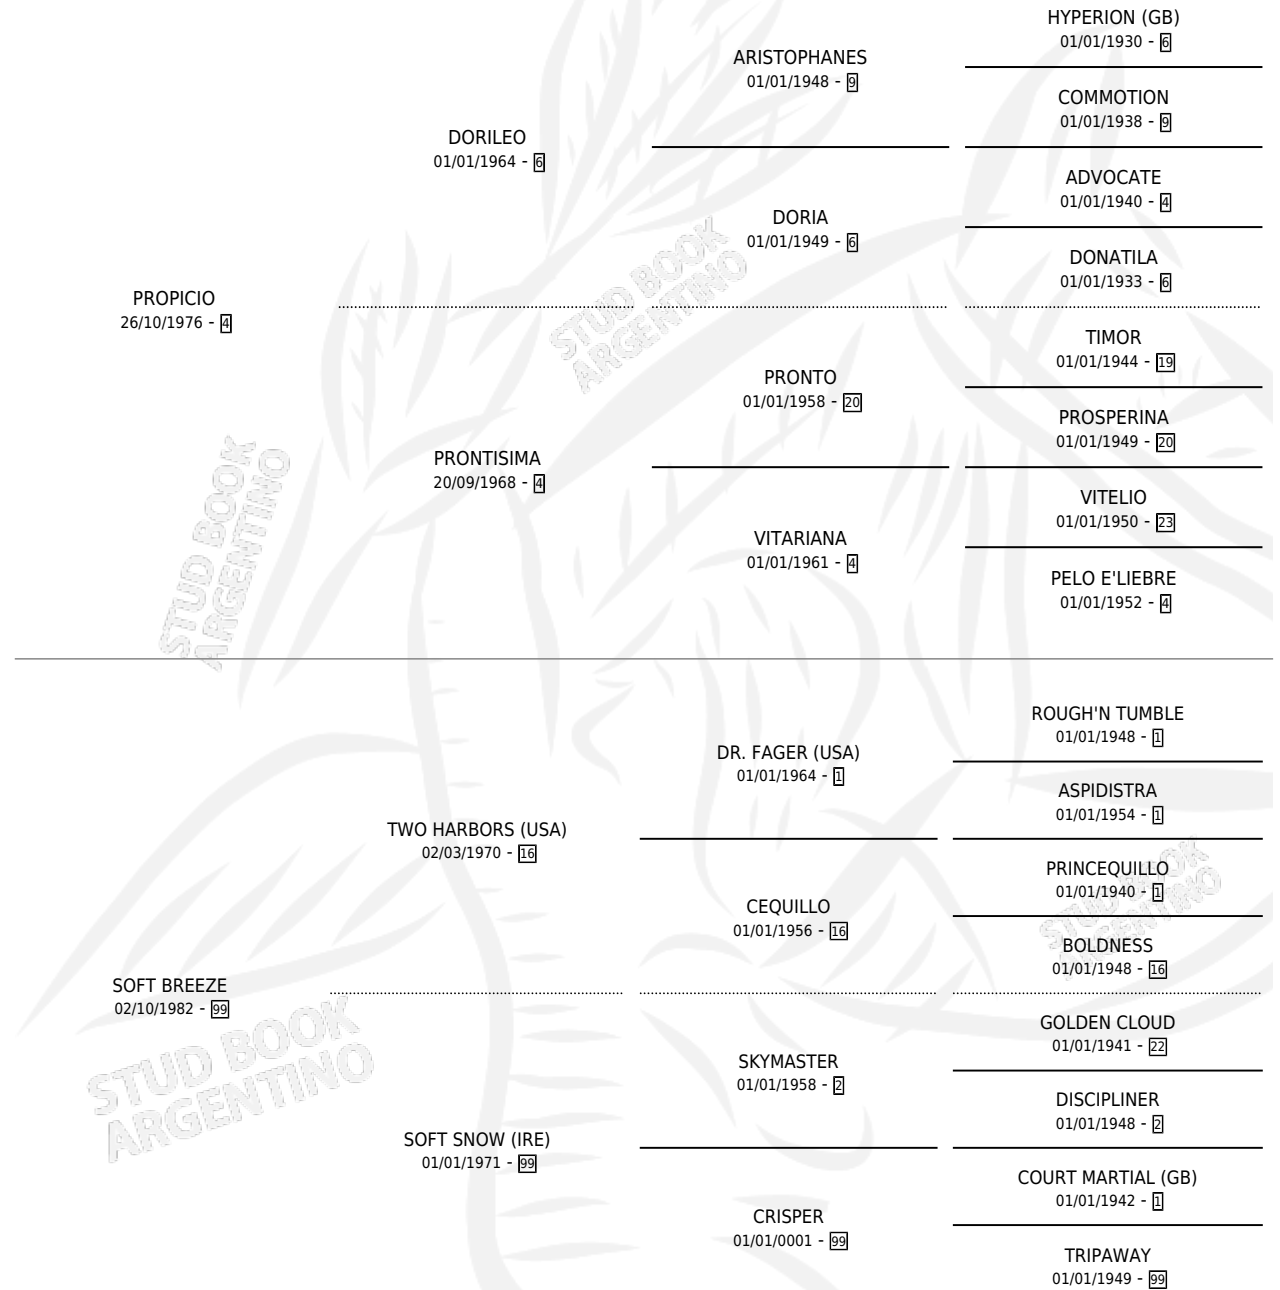 HYPERION (GB)
01/01/1930 - 6
ARISTOPHANES
01/01/1948 - 9
COMMOTION
01/01/1938 - 9
DORILEO
01/01/1964 - 6
ADVOCATE
01/01/1940 - 4
DORIA
01/01/1949 - 6
DONATILA
01/01/1933 - 6
PROPICIO
26/10/1976 - 4
TIMOR
01/01/1944 - 19
PRONTO
01/01/1958 - 20
PROSPERINA
01/01/1949 - 20
PRONTISIMA
20/09/1968 - 4
VITELIO
01/01/1950 - 23
VITARIANA
01/01/1961 - 4
PELO E'LIEBRE
01/01/1952 - 4
STUD BOOK
ARGENTINO
STUD BOOK
ARGENTINO
ROUGH'N TUMBLE
01/01/1948 - 1
DR. FAGER (USA)
01/01/1964 - 1
ASPIDISTRA
01/01/1954 - 1
TWO HARBORS (USA)
02/03/1970 - 16
PRINCEQUILLO
01/01/1940 - 1
CEQUILLO
01/01/1956 - 16
BOLDNESS
01/01/1948 - 16
SOFT BREEZE
02/10/1982 - 99
GOLDEN CLOUD
01/01/1941 - 22
SKYMASTER
01/01/1958 - 2
DISCIPLINER
01/01/1948 - 2
SOFT SNOW (IRE)
01/01/1971 - 99
COURT MARTIAL (GB)
01/01/1942 - 1
CRISPER
01/01/0001 - 99
TRIPAWAY
01/01/1949 - 99
STUD BOOK
ARGENTINO
STUD BOOK
ARGENTINO